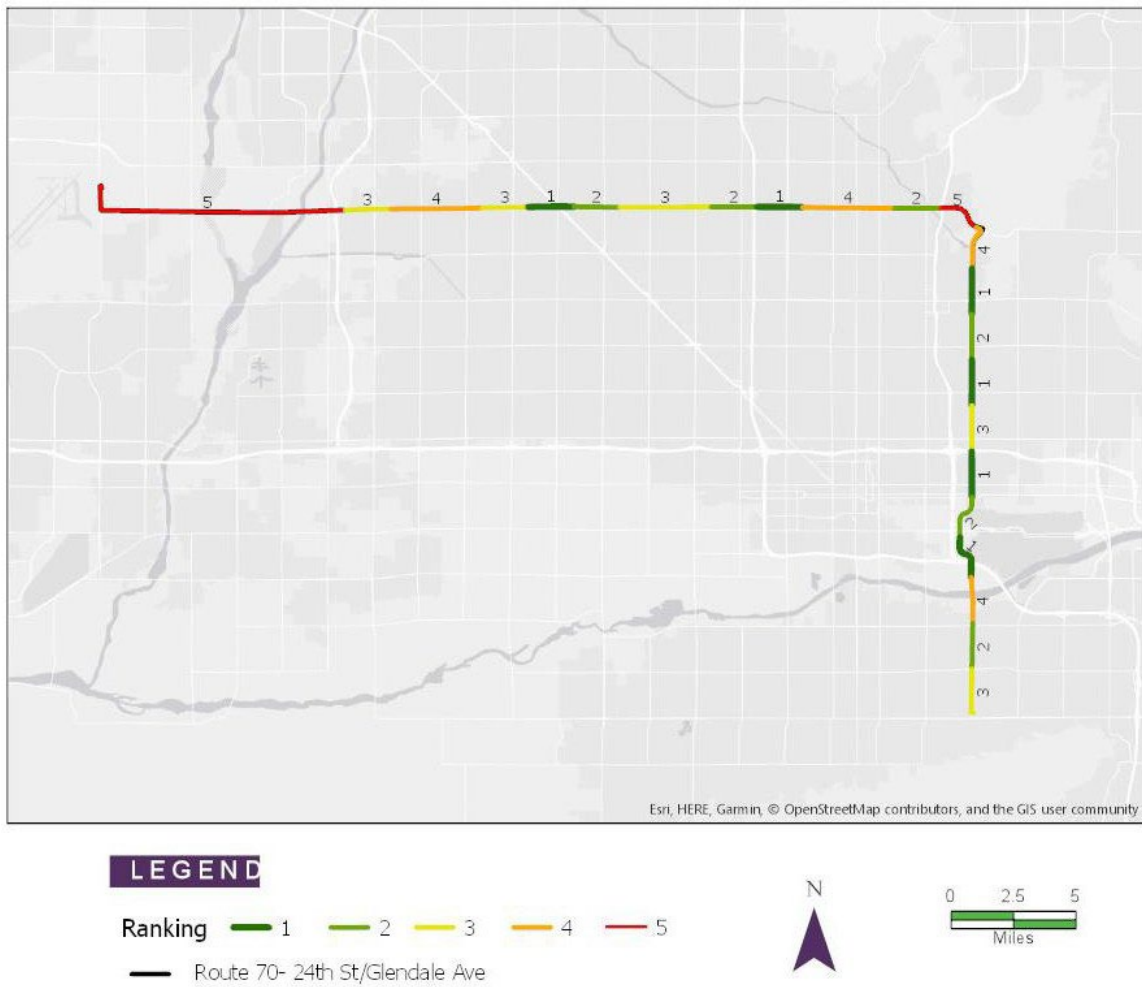 5 3 4 3 1 2 3 2 1 4 2 5
4
1
2
1
3
1
2
1
4
2
3
Esri, HERE, Garmin, © OpenStreetMap contributors, and the GIS user community
LEGEND
Ranking 1 2 3 4 5
Route 70- 24th St/Glendale Ave
N
0 2.5 5
Miles